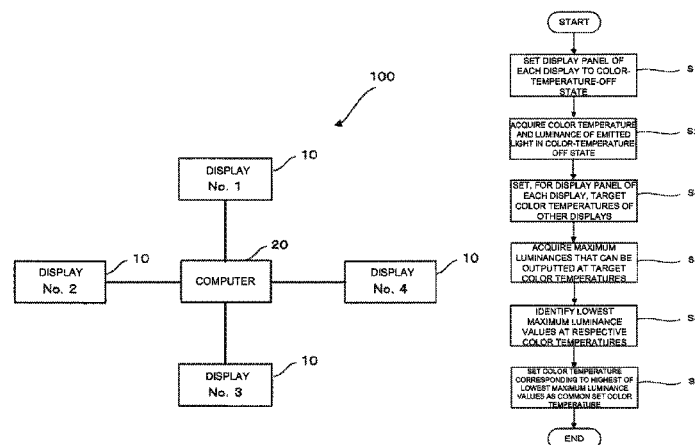 100
10
DISPLAY
No. 1
10
DISPLAY
No. 2
20
COMPUTER
10
DISPLAY
No. 4
10
DISPLAY
No. 3
START
SET DISPLAY PANEL OF
EACH DISPLAY TO COLOR-
TEMPERATURE-OFF
STATE
S
ACQUIRE COLOR TEMPERATURE
AND LUMINANCE OF EMITTED
LIGHT IN COLOR-TEMPERATURE
OFF STATE
S
SET, FOR DISPLAY PANEL OF
EACH DISPLAY, TARGET
COLOR TEMPERATURES OF
OTHER DISPLAYS
S
ACQUIRE MAXIMUM
LUMINANCES THAT CAN BE
OUTPUTTED AT TARGET
COLOR TEMPERATURES
S
IDENTIFY LOWEST
MAXIMUM LUMINANCE
VALUES AT RESPECTIVE
COLOR TEMPERATURES
S
SET COLOR TEMPERATURE
CORRESPONDING TO HIGHEST OF
LOWEST MAXIMUM LUMINANCE
VALUES AS COMMON SET COLOR
TEMPERATURE
S
END